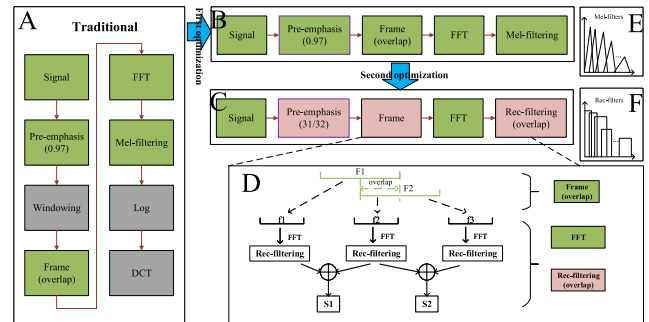 A
Traditional
Signal
Pre-emphasis
(0.97)
Windowing
Frame
(overlap)
FFT
Mel-filtering
Log
DCT
First optimization
B
Signal
Pre-emphasis
(0.97)
Frame
(overlap)
FFT
Mel-filtering
Second optimization
C
Signal
Pre-emphasis
(31/32)
Frame
FFT
Rec-filtering
(overlap)
Mel-filters
E
Rec-filters
F
D
F1
overlap
F2
f1
f2
f3
FFT
FFT
FFT
Rec-filtering
Rec-filtering
Rec-filtering
S1
S2
Frame
(overlap)
FFT
Rec-filtering
(overlap)